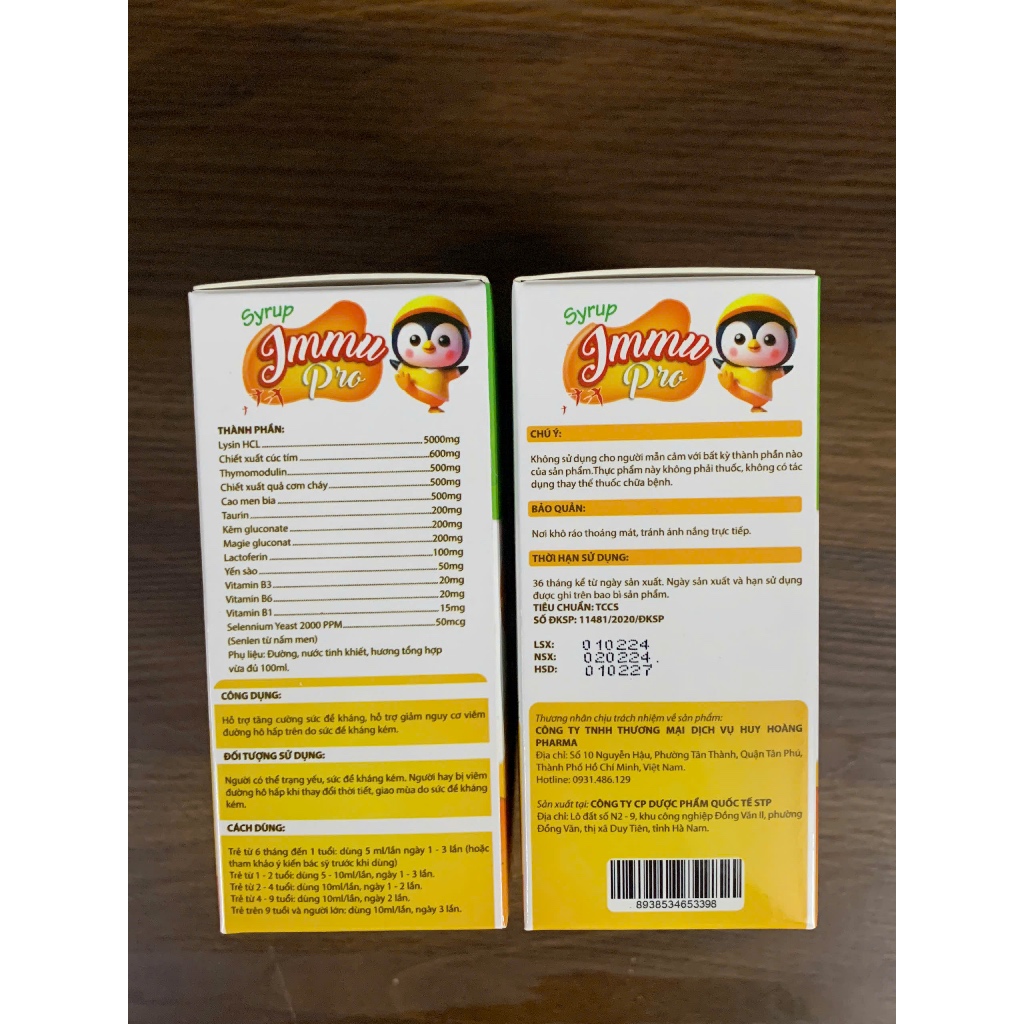 Syrup
Immu
Pro
THÀNH PHẦN:
Lysin HCL 5000mg
Chiết xuất cúc tím 600mg
Thymomodulin 500mg
Chiết xuất quả cơm cháy 500mg
Cao men bia 500mg
Taurin 200mg
Kẽm gluconate 200mg
Magie gluconat 200mg
Lactoferin 100mg
Yến sào 50mg
Vitamin B3 20mg
Vitamin B6 20mg
Vitamin B1 15mg
Selennium Yeast 2000 PPM 50mcg
(Senlen từ nấm men)
Phụ liệu: Đường, nước tinh khiết, hương tổng hợp
vừa đủ 100ml.
CÔNG DỤNG:
Hỗ trợ tăng cường sức đề kháng, hỗ trợ giảm nguy cơ viêm
đường hô hấp trên do sức đề kháng kém.
ĐỐI TƯỢNG SỬ DỤNG:
Người có thể trạng yếu, sức đề kháng kém. Người hay bị viêm
đường hô hấp khi thay đổi thời tiết, giao mùa do sức đề kháng
kém.
CÁCH DÙNG:
Trẻ từ 6 tháng đến 1 tuổi: dùng 5 ml/lần ngày 1 - 3 lần (hoặc
tham khảo ý kiến bác sỹ trước khi dùng)
Trẻ từ 1 - 2 tuổi: dùng 5 - 10ml/lần, ngày 1 - 3 lần.
Trẻ từ 2 - 4 tuổi: dùng 10ml/lần, ngày 1 - 2 lần.
Trẻ từ 4 - 9 tuổi: dùng 10ml/lần, ngày 2 lần.
Trẻ trên 9 tuổi và người lớn: dùng 10ml/lần, ngày 3 lần.
Syrup
Immu
Pro
CHÚ Ý:
Không sử dụng cho người mẫn cảm với bất kỳ thành phần nào
của sản phẩm.Thực phẩm này không phải thuốc, không có tác
dụng thay thế thuốc chữa bệnh.
BẢO QUẢN:
Nơi khô ráo thoáng mát, tránh ánh nắng trực tiếp.
THỜI HẠN SỬ DỤNG:
36 tháng kể từ ngày sản xuất. Ngày sản xuất và hạn sử dụng
được ghi trên bao bì sản phẩm.
TIÊU CHUẨN: TCCS
SỐ ĐKSP: 11481/2020/ĐKSP
LSX: 010224
NSX: 020224
HSD: 010227
Thương nhân chịu trách nhiệm về sản phẩm:
CÔNG TY TNHH THƯƠNG MẠI DỊCH VỤ HUY HOÀNG
PHARMA
Địa chỉ: Số 10 Nguyễn Hậu, Phường Tân Thành, Quận Tân Phú,
Thành Phố Hồ Chí Minh, Việt Nam.
Hotline: 0931.486.129
Sản xuất tại: CÔNG TY CP DƯỢC PHẨM QUỐC TẾ STP
Địa chỉ: Lô đất số N2 - 9, khu công nghiệp Đồng Văn II, phường
Đồng Văn, thị xã Duy Tiên, tỉnh Hà Nam.
8938534653398